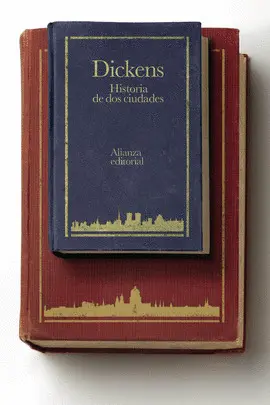 Dickens
Historia
de dos ciudades
Alianza
editorial